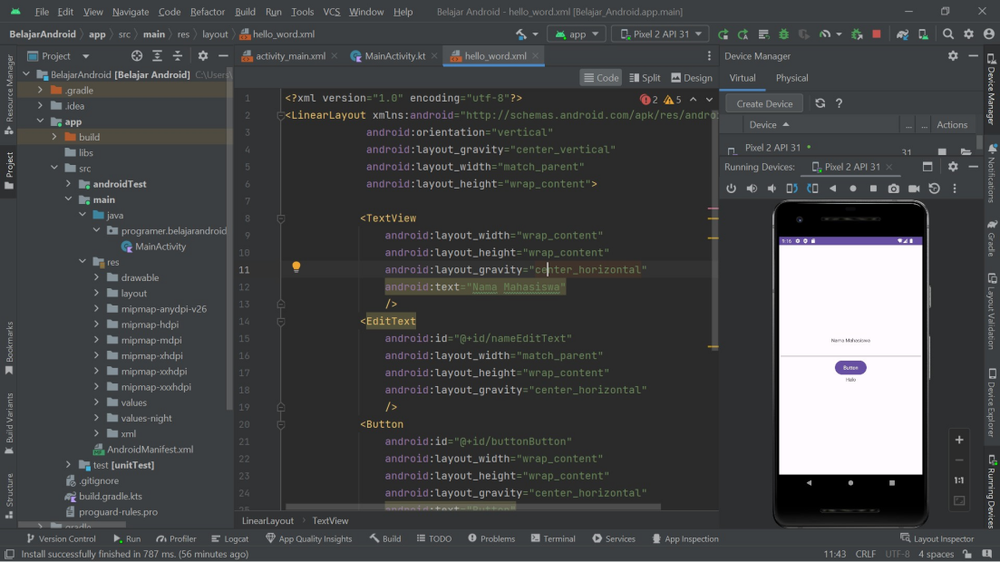 File Edit View Navigate Code Refactor Build Run Tools VCS Window Help Belajar Android - hello_word.xml [Belajar_Android.app.main]
BelajarAndroid app src main res layout hello_word.xml app Pixel 2 API 31
Project
activity_main.xml MainActivity.kt hello_word.xml
Code Split Design
Device Manager
Virtual Physical
Create Device
Device ... ... Actions
Pixel 2 API 31 31
Running Devices: Pixel 2 API 31
Resource Manager
Project
Bookmarks
Build Variants
Structure
BelajarAndroid [Belajar Android] C:\Users\
.gradle
.idea
app
build
libs
src
androidTest
main
java
programer.belajarandroid
MainActivity
res
drawable
layout
mipmap-anydpi-v26
mipmap-hdpi
mipmap-mdpi
mipmap-xhdpi
mipmap-xxhdpi
mipmap-xxxhdpi
values
values-night
xml
AndroidManifest.xml
test [unitTest]
.gitignore
build.gradle.kts
proguard-rules.pro
gradle
2 5
1 <?xml version="1.0" encoding="utf-8"?>
2 <LinearLayout xmlns:android="http://schemas.android.com/apk/res/andro
3 android:orientation="vertical"
4 android:layout_gravity="center_vertical"
5 android:layout_width="match_parent"
6 android:layout_height="wrap_content">
7
8 <TextView
9 android:layout_width="wrap_content"
10 android:layout_height="wrap_content"
11 android:layout_gravity="center_horizontal"
12 android:text="Nama Mahasiswa"
13 />
14 <EditText
15 android:id="@+id/nameEditText"
16 android:layout_width="match_parent"
17 android:layout_height="wrap_content"
18 android:layout_gravity="center_horizontal"
19 />
20 <Button
21 android:id="@+id/buttonButton"
22 android:layout_width="wrap_content"
23 android:layout_height="wrap_content"
24 android:layout_gravity="center_horizontal"
25 android:text="Button"
LinearLayout TextView
9:16
Nama Mahasiswa
Button
Halo
1:1
Device Manager
Notifications
Gradle
Layout Validation
Device Explorer
Running Devices
Version Control Run Profiler Logcat App Quality Insights Build TODO Problems Terminal Services App Inspection Layout Inspector
Install successfully finished in 787 ms. (56 minutes ago) 11:43 CRLF UTF-8 4 spaces